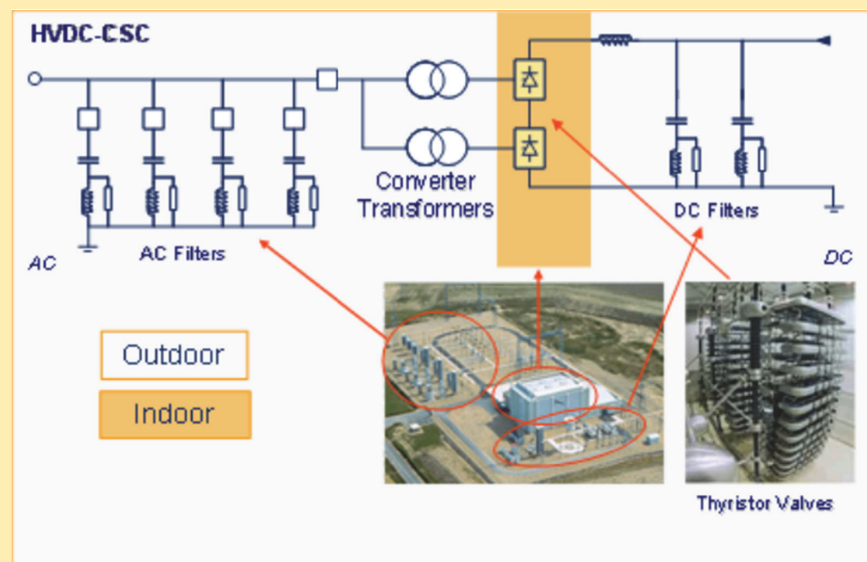 HVDC-CSC
Converter
Transformers
AC
AC Filters
DC Filters
DC
Outdoor
Indoor
Thyristor Valves